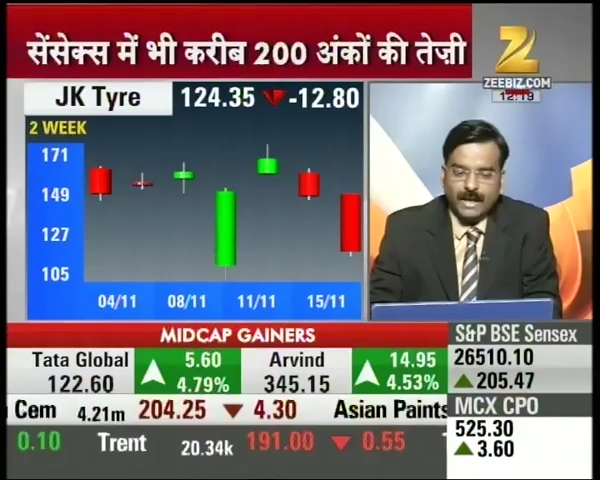 सेंसेक्स में भी करीब 200 अंकों की तेज़ी
Z
ZEEBIZ.COM
12:19
JK Tyre 124.35 -12.80
2 WEEK
171
149
127
105
04/11 08/11 11/11 15/11
MIDCAP GAINERS
Tata Global 5.60 Arvind 14.95
122.60 4.79% 345.15 4.53%
S&P BSE Sensex
26510.10
205.47
MCX CPO
525.30
3.60
Cem 4.21m 204.25 4.30 Asian Paints
0.10 Trent 20.34k 191.00 0.55